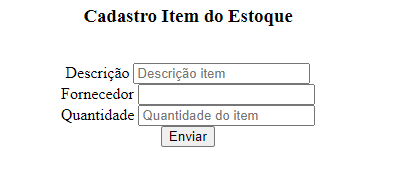 Cadastro Item do Estoque
Descrição Descrição item
Fornecedor
Quantidade Quantidade do item
Enviar